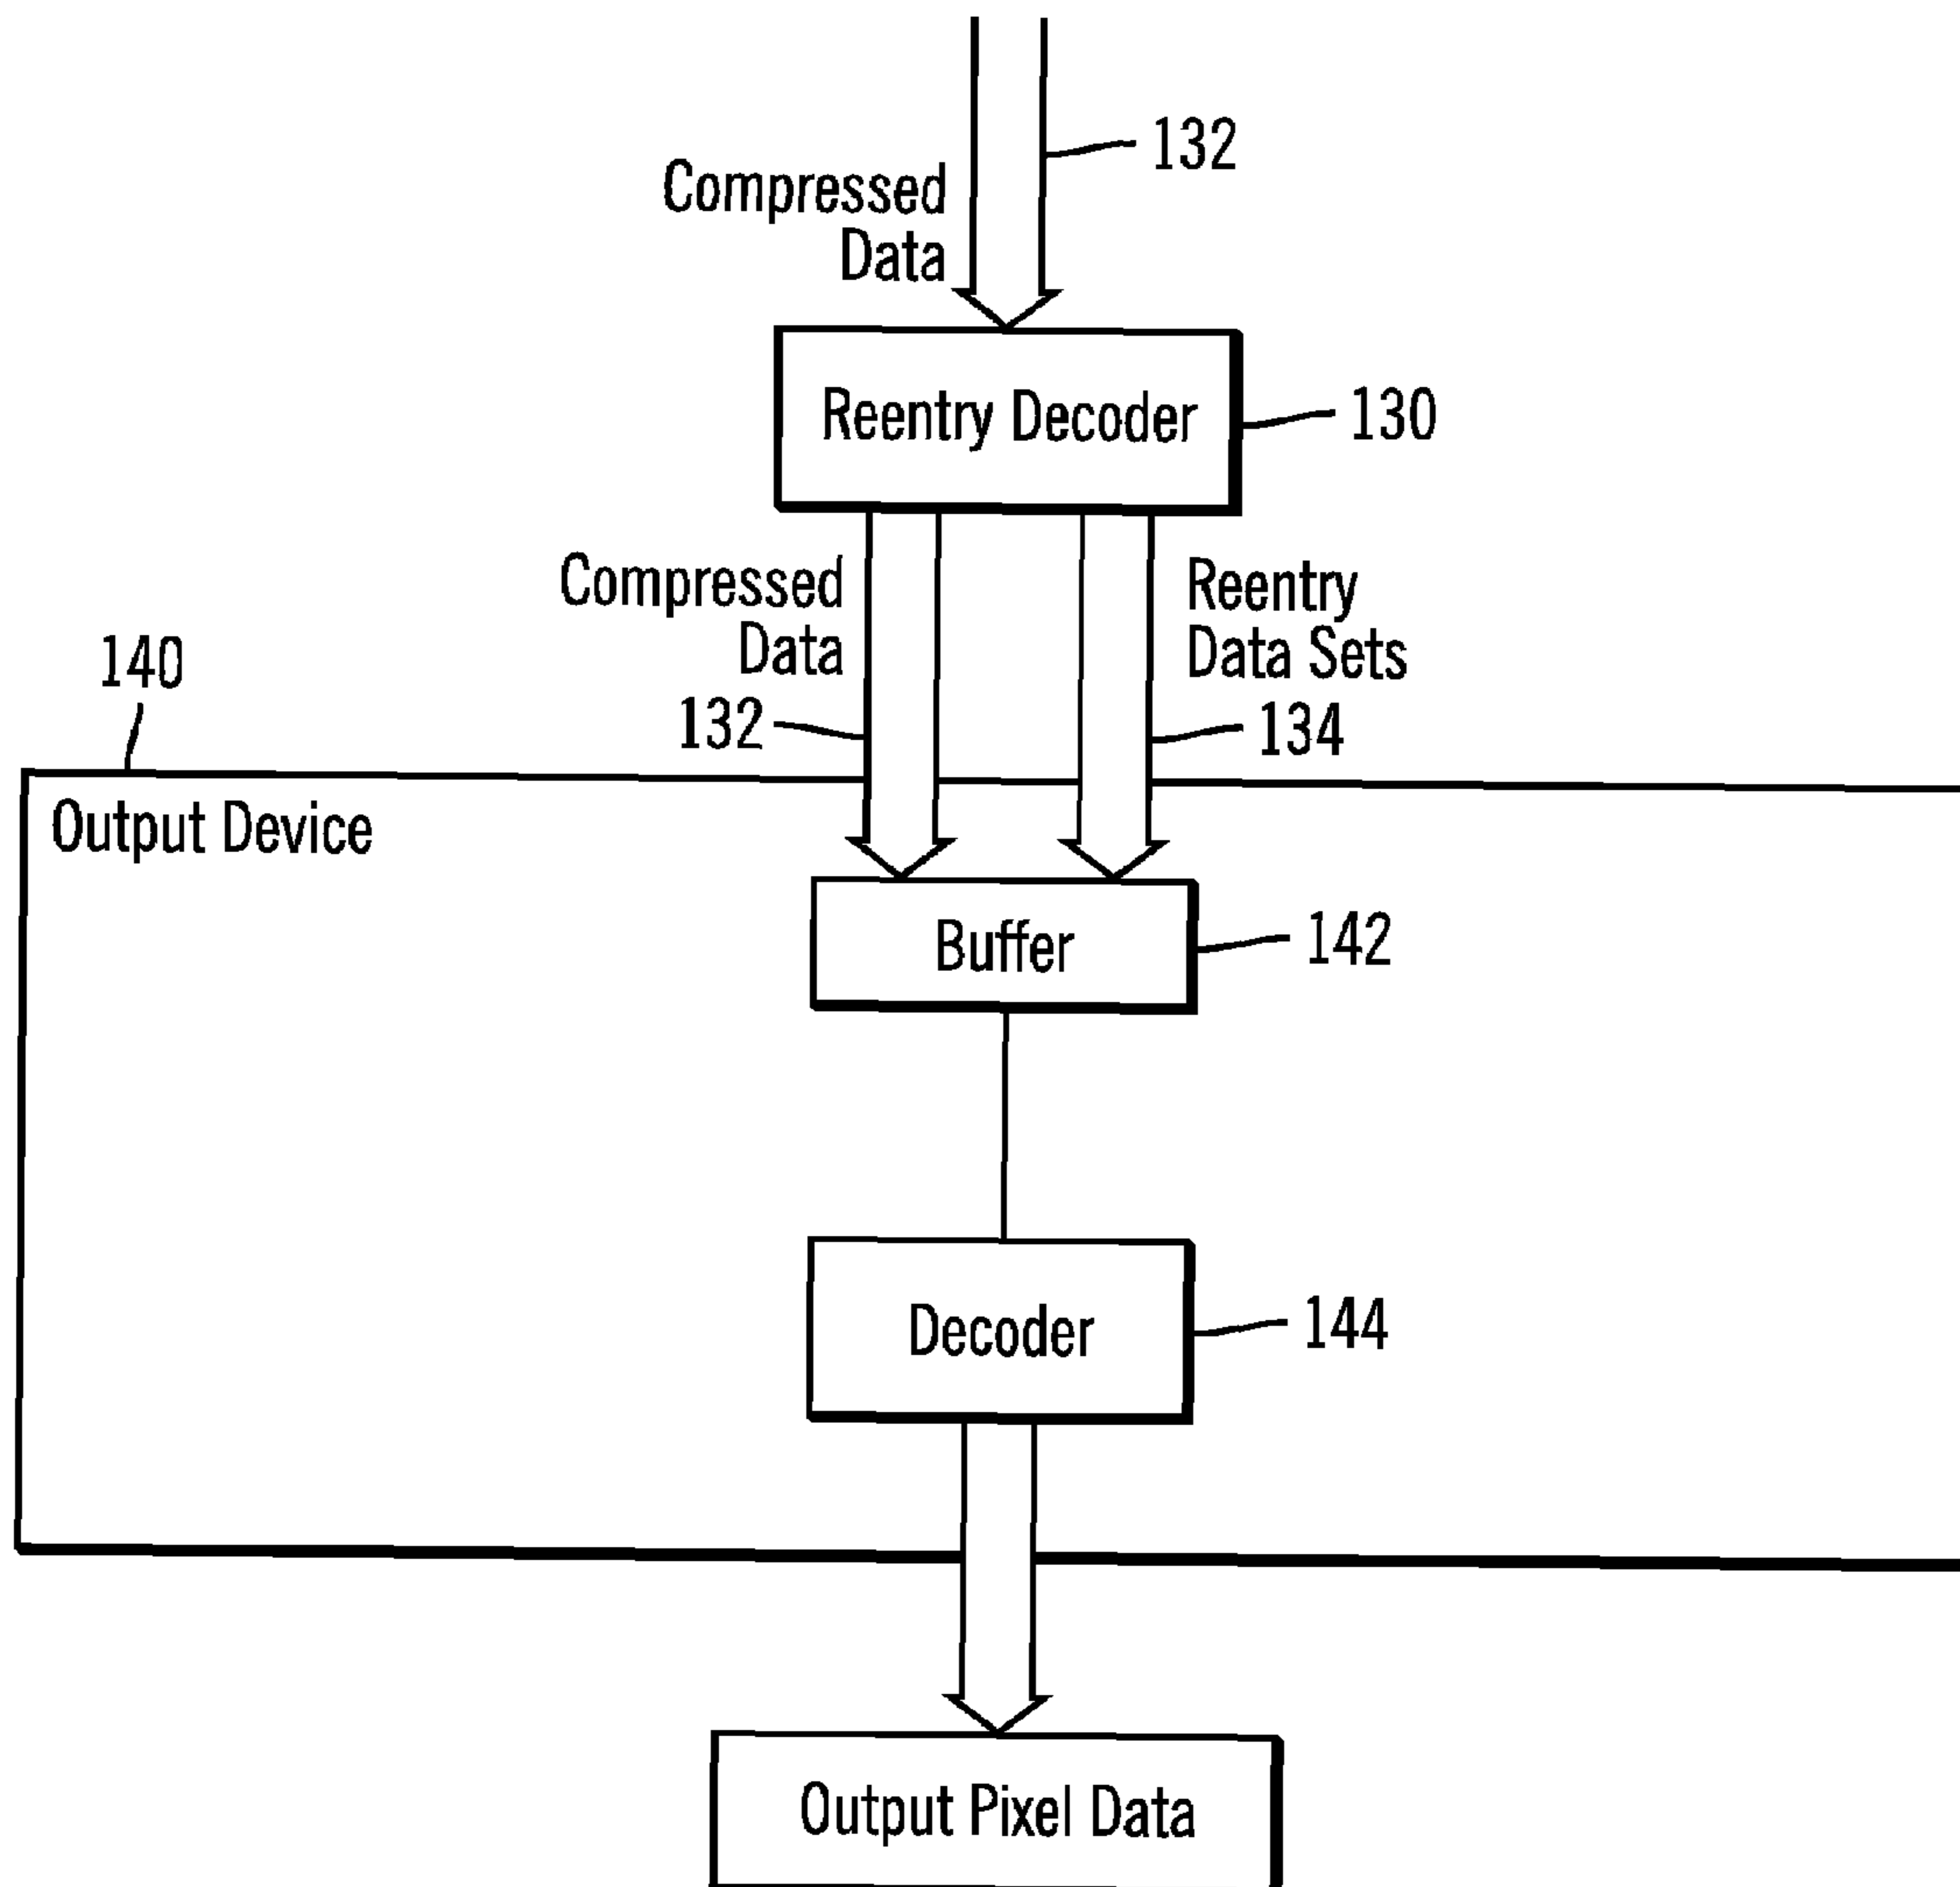 132
Compressed
Data
Reentry Decoder
130
Compressed
Data
Reentry
Data Sets
140
132
134
Output Device
Buffer
142
Decoder
144
Output Pixel Data